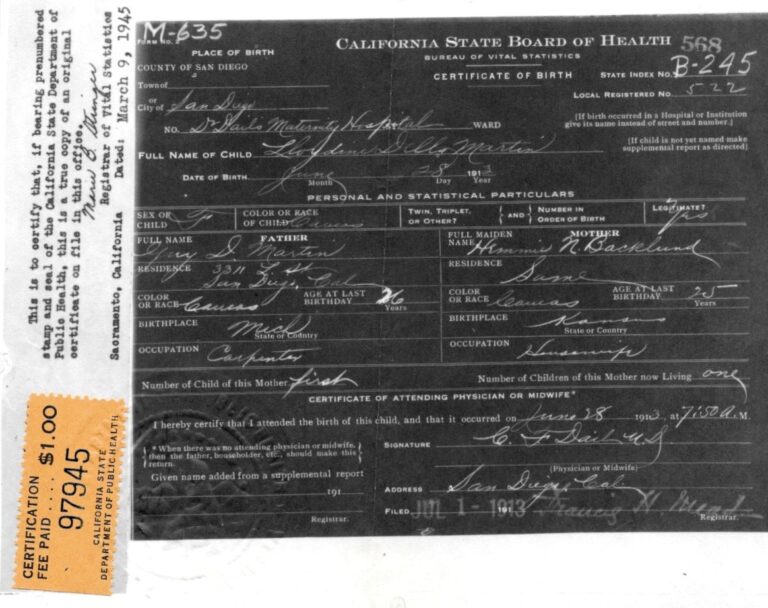 This is to certify that, if bearing prenumbered
stamp and seal of the California State Department of
Public Health, this is a true copy of an original
certificate on file in this office.
Registrar of Vital Statistics
Sacramento, California Dated: March 9, 1945
CERTIFICATION
FEE PAID .... $1.00
97945
CALIFORNIA STATE
DEPARTMENT OF PUBLIC HEALTH
M-635
FORM No. 2
CALIFORNIA STATE BOARD OF HEALTH 568
BUREAU OF VITAL STATISTICS
CERTIFICATE OF BIRTH
STATE INDEX No. B-245
LOCAL REGISTERED No. 522
PLACE OF BIRTH
COUNTY OF SAN DIEGO
Town of
or
City of San Diego
No. Dr Dail's Maternity Hospital WARD
[If birth occurred in a Hospital or Institution
give its name instead of street and number.]
FULL NAME OF CHILD Martin
[If child is not yet named make
supplemental report as directed]
DATE OF BIRTH June 28 1913
Month Day Year
PERSONAL AND STATISTICAL PARTICULARS
SEX OF CHILD F
COLOR OR RACE OF CHILD Caucas
TWIN, TRIPLET, OR OTHER? { AND } NUMBER IN ORDER OF BIRTH
LEGITIMATE? Yes
FATHER
FULL NAME Guy D. Martin
RESIDENCE 3311 L St
San Diego, Cal
COLOR OR RACE Caucas AGE AT LAST BIRTHDAY 26 Years
BIRTHPLACE Mich
State or Country
OCCUPATION Carpenter
MOTHER
FULL MAIDEN NAME N. Backlund
RESIDENCE Same
COLOR OR RACE Caucas AGE AT LAST BIRTHDAY 25 Years
BIRTHPLACE Kansas
State or Country
OCCUPATION Housewife
Number of Child of this Mother first
Number of Children of this Mother now Living one
CERTIFICATE OF ATTENDING PHYSICIAN OR MIDWIFE*
I hereby certify that I attended the birth of this child, and that it occurred on June 28 1913, at 7:50 A. M.
[* When there was no attending physician or midwife, then the father, householder, etc., should make this return.]
SIGNATURE C. F. Dail
(Physician or Midwife)
Given name added from a supplemental report
191
Registrar.
ADDRESS San Diego Cal
FILED JUL 1 - 1913 191 Francis H. Mead
Registrar.